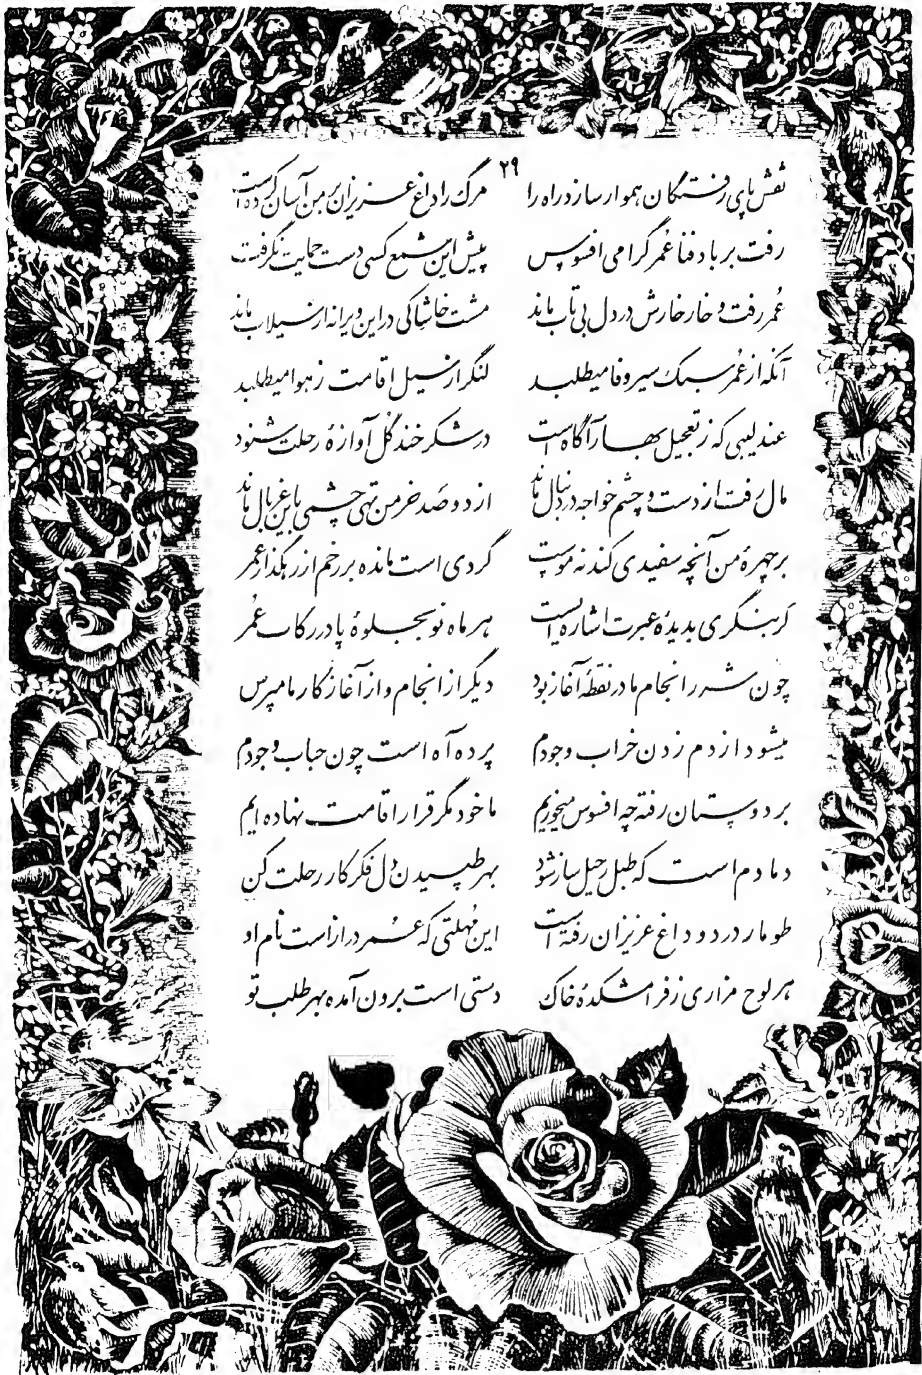 ۲۹
نقش پای رفتگان هموار سازد راه را	مرگ را داغ عزیزان بر من آسان کرده است
رفت بر باد فنا عمر گرامی افسوس	پیش این شمع کسی دست حمایت نگرفت
عمر رفت و خار خارش در دل بی تاب ماند	مشت خاشاکی در این ویرانه از سیلاب ماند
آنکه از عمر سبک سیر وفا میطلبد	لنگر از سیل اقامت ز هوا میطلبد
عندلیبی که ز تعجیل بهار آگاه است	در شکر خند گل آوازهٔ رحلت شنود
مال رفت از دست و چشم خواجه در دنبال ماند	از دو صد خرمن تهی چشمی باین غربال ماند
بر چهرهٔ من آنچه سفیدی کند نه موست	گردی است مانده بر رخم از رهگذار عمر
گر بنگری بدیدهٔ عبرت اشاره ایست	هر ماه نو بجلوهٔ پا در رکاب عمر
چون شرر انجام ما در نقطهٔ آغاز بود	دیگر از انجام و از آغاز کار ما مپرس
میشود از دم زدن خراب وجودم	پرده آه است چون حباب وجودم
بر دوستان رفته چه افسوس میخوریم	ما خود مگر قرار اقامت نهاده ایم
دمادم است که طبل رحیل ساز شود	بهر طپیدن دل فکر کار رحلت کن
طومار درد و داغ عزیزان رفته است	این مهلتی که عمر دراز است نام او
هر لوح مزاری ز فرامشکدهٔ خاک	دستی است برون آمده بهر طلب تو